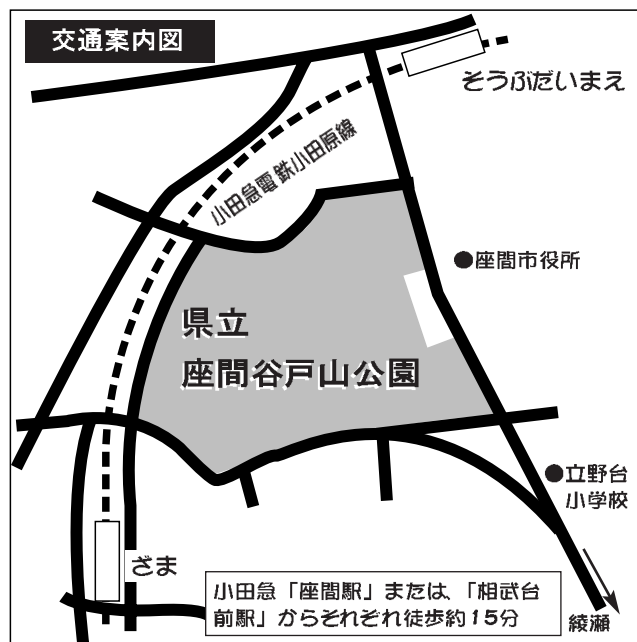 交通案内図
そうぶだいまえ
小田急電鉄小田原線
●座間市役所
県立
座間谷戸山公園
●立野台
小学校
ざま
小田急「座間駅」または、「相武台
前駅」からそれぞれ徒歩約15分
綾瀬